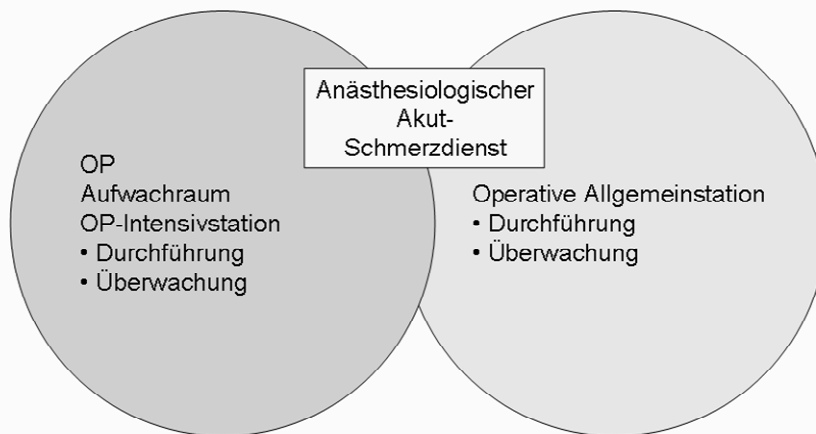 Anästhesiologischer
Akut-
Schmerzdienst
OP
Aufwachraum
OP-Intensivstation
• Durchführung
• Überwachung
Operative Allgemeinstation
• Durchführung
• Überwachung